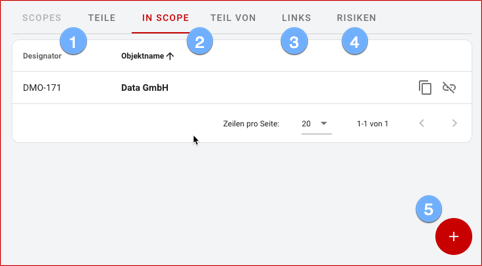 SCOPES TEILE IN SCOPE TEIL VON LINKS RISIKEN
1 2 3 4
Designator Objektname
DMO-171 Data GmbH
Zeilen pro Seite: 20 1-1 von 1
5